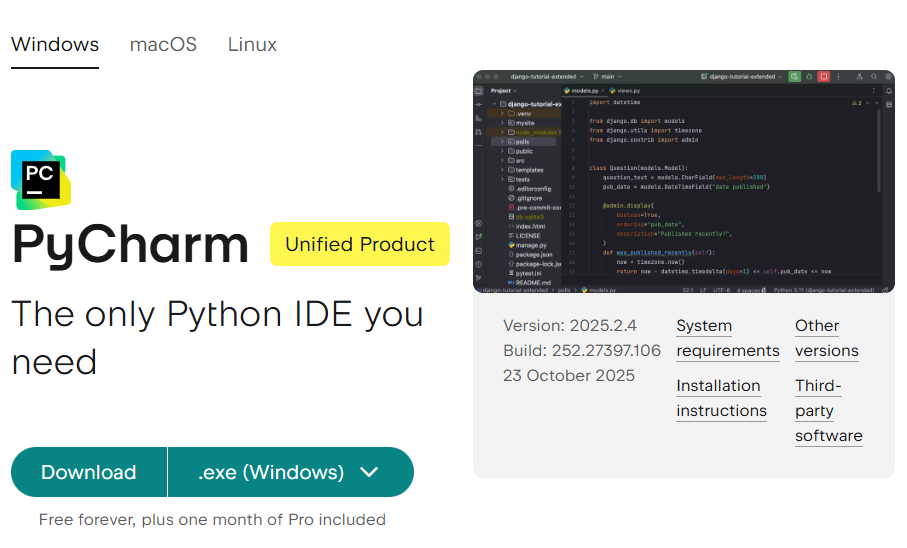 Windows
macOS
Linux
PC
PyCharm
Unified Product
The only Python IDE you
need
Download
.exe (Windows)
Free forever, plus one month of Pro included
django-tutorial-extended
main
django-tutorial-extended
Project
models.py
views.py
django-tutorial-ex
.venv
mysite
node_modules
polls
public
src
templates
tests
.editorconfig
.gitignore
.pre-commit-con
db.sqlite3
index.html
LICENSE
manage.py
package.json
package-lock.js
pytest.ini
README.md
import datetime
from django.db import models
from django.utils import timezone
from django.contrib import admin
class Question(models.Model):
question_text = models.CharField(max_length=200)
pub_date = models.DateTimeField("date published")
@admin.display(
boolean=True,
ordering="pub_date",
description="Published recently?",
)
def was_published_recently(self):
now = timezone.now()
return now - datetime.timedelta(days=1) <= self.pub_date <= now
django-tutorial-extended
polls
models.py
32:1 LF UTF-8 4 spaces Python 3.11 (django-tutorial-extended)
Version: 2025.2.4
Build: 252.27397.106
23 October 2025
System
requirements
Installation
instructions
Other
versions
Third-
party
software